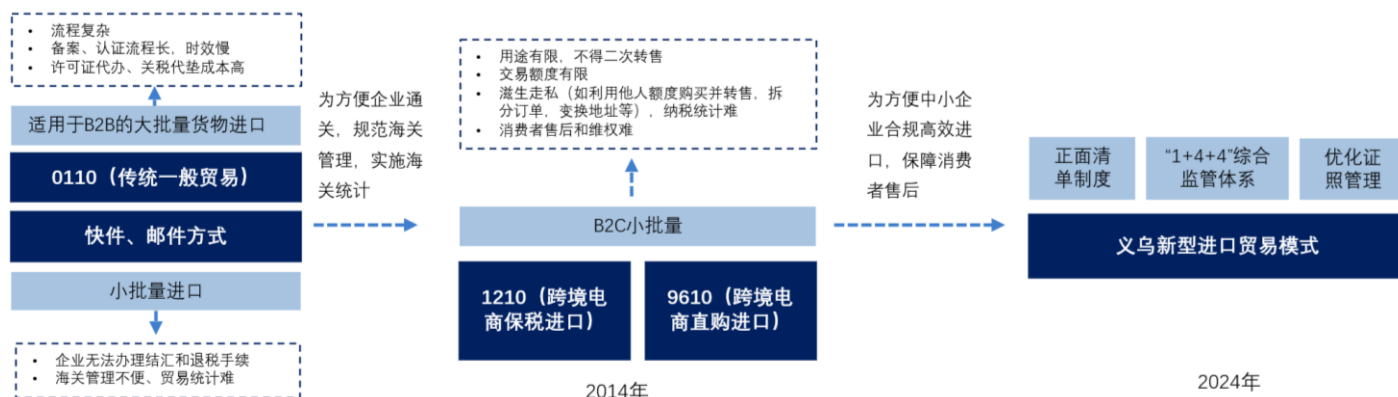 • 流程复杂
• 备案、认证流程长，时效慢
• 许可证代办、关税代垫成本高
适用于B2B的大批量货物进口
0110（传统一般贸易）
快件、邮件方式
小批量进口
• 企业无法办理结汇和退税手续
• 海关管理不便、贸易统计难
为方便企业通
关，规范海关
管理，实施海
关统计
• 用途有限，不得二次转售
• 交易额度有限
• 滋生走私（如利用他人额度购买并转售，拆
分订单，变换地址等），纳税统计难
• 消费者售后和维权难
B2C小批量
1210（跨境电
商保税进口）
9610（跨境电
商直购进口）
2014年
为方便中小企
业合规高效进
口，保障消费
者售后
正面清
单制度
“1+4+4”综合
监管体系
优化证
照管理
义乌新型进口贸易模式
2024年